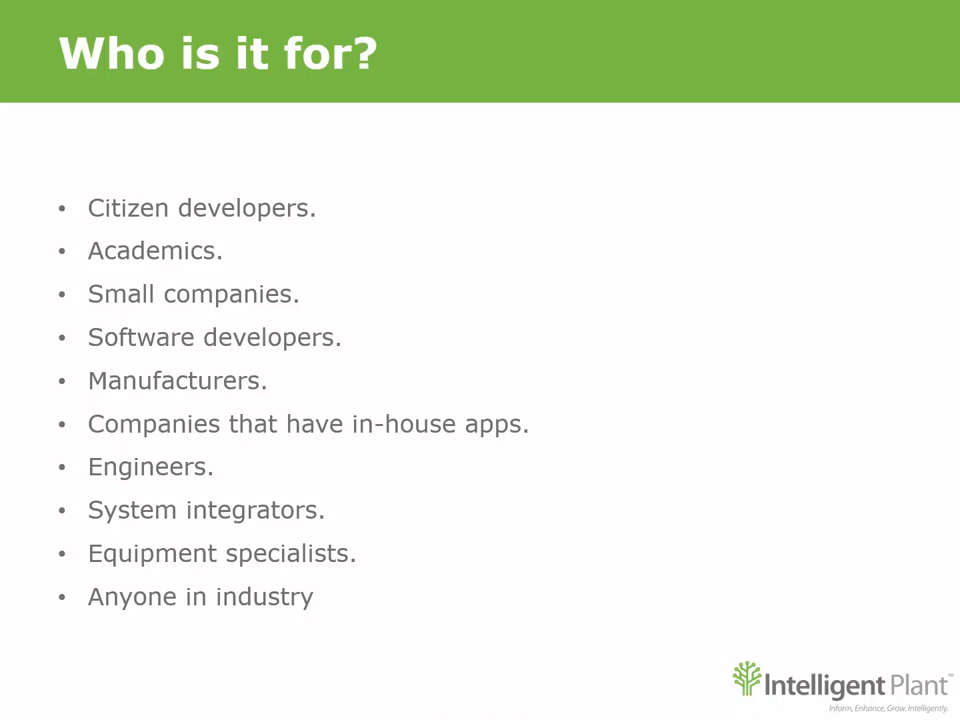 Who is it for?
• Citizen developers.
• Academics.
• Small companies.
• Software developers.
• Manufacturers.
• Companies that have in-house apps.
• Engineers.
• System integrators.
• Equipment specialists.
• Anyone in industry
Intelligent Plant™
Inform, Enhance, Grow. Intelligently.